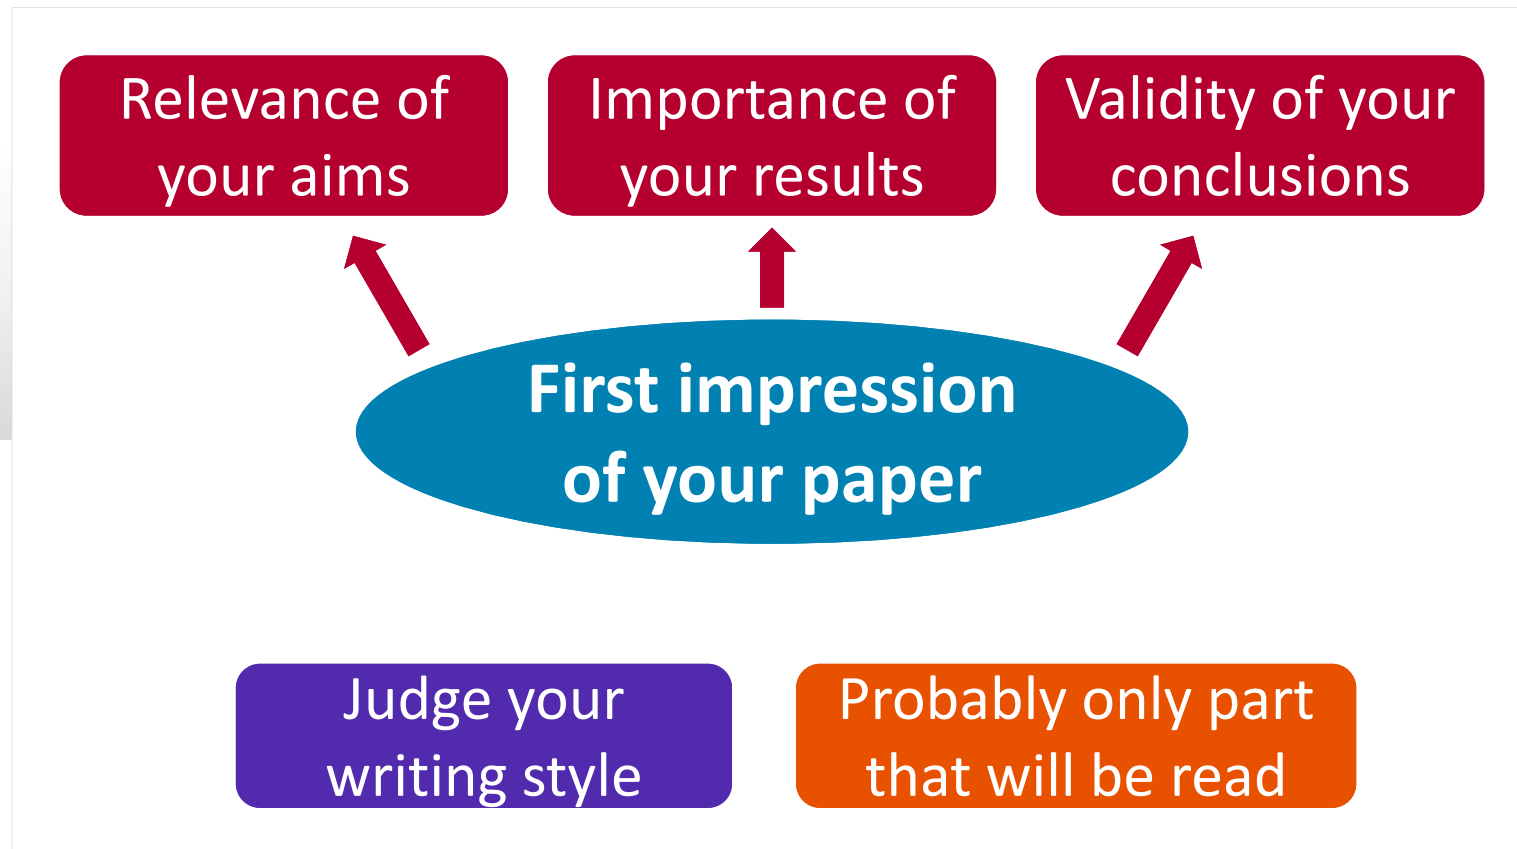 Relevance of
your aims
Importance of
your results
Validity of your
conclusions
First impression
of your paper
Judge your
writing style
Probably only part
that will be read